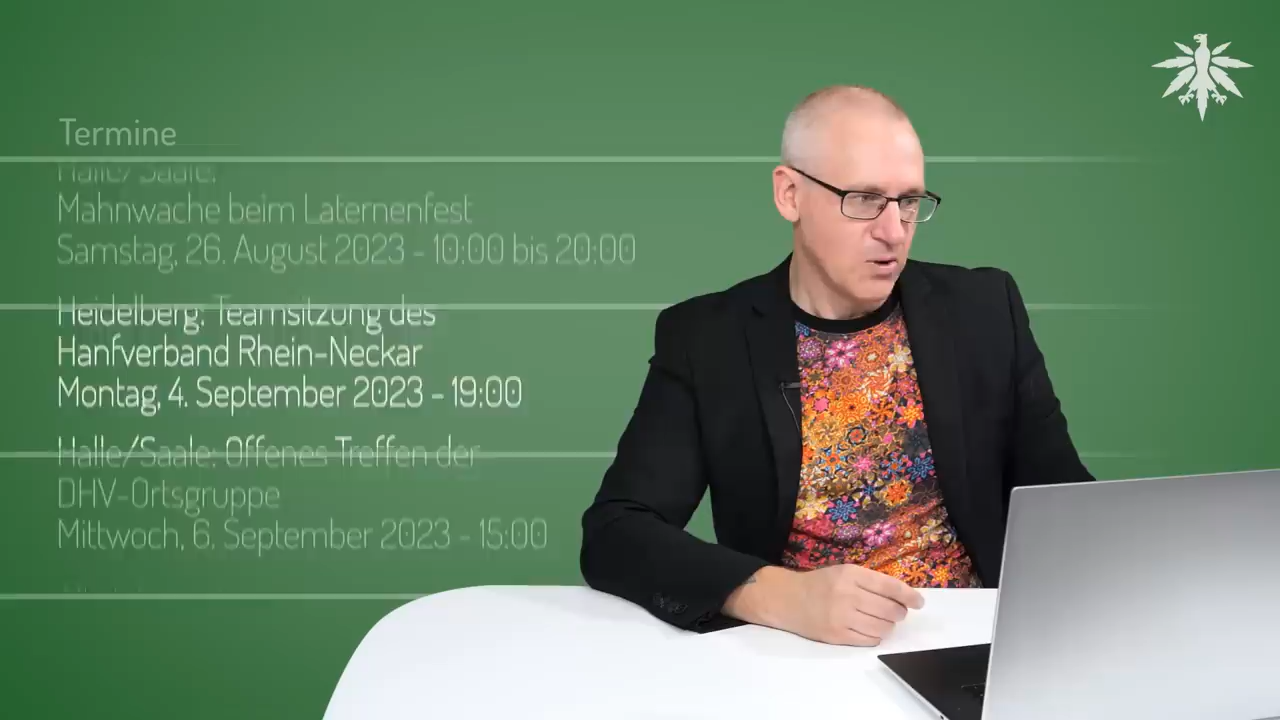 Termine
Halle/Saale:
Mahnwache beim Laternenfest
Samstag, 26. August 2023 - 10:00 bis 20:00
Heidelberg: Teamsitzung des
Hanfverband Rhein-Neckar
Montag, 4. September 2023 - 19:00
Halle/Saale: Offenes Treffen der
DHV-Ortsgruppe
Mittwoch, 6. September 2023 - 15:00